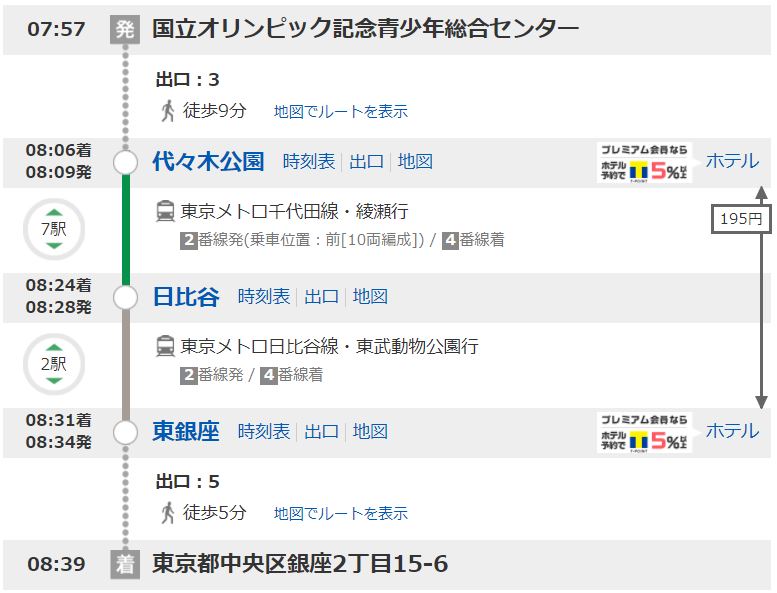 07:57 発 国立オリンピック記念青少年総合センター
出口：3
徒歩9分 地図でルートを表示
08:06着
08:09発
代々木公園 時刻表 出口 地図
プレミアム会員なら
ホテル
予約で
T-POINT
5%以上
ホテル
195円
7駅
東京メトロ千代田線・綾瀬行
2番線発(乗車位置：前[10両編成]) / 4番線着
08:24着
08:28発
日比谷 時刻表 出口 地図
2駅
東京メトロ日比谷線・東武動物公園行
2番線発 / 4番線着
08:31着
08:34発
東銀座 時刻表 出口 地図
プレミアム会員なら
ホテル
予約で
T-POINT
5%以上
ホテル
出口：5
徒歩5分 地図でルートを表示
08:39 着 東京都中央区銀座2丁目15-6